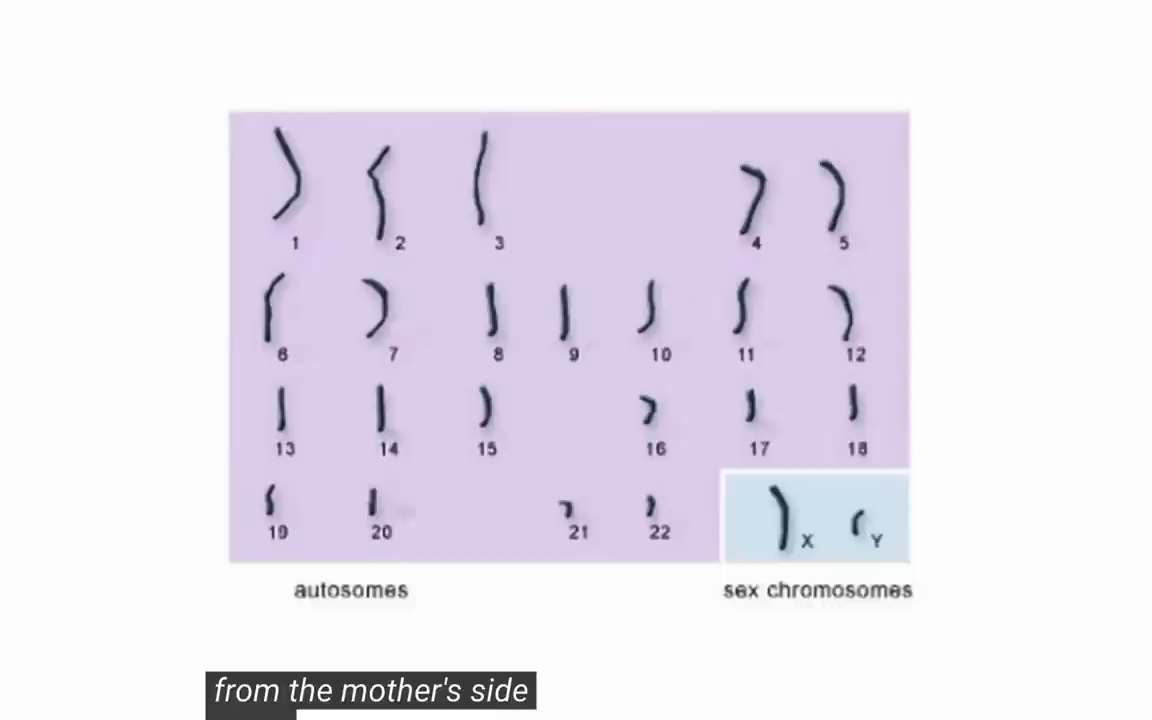 1 2 3 4 5
6 7 8 9 10 11 12
13 14 15 16 17 18
19 20 21 22 X Y
autosomes sex chromosomes
from the mother's side